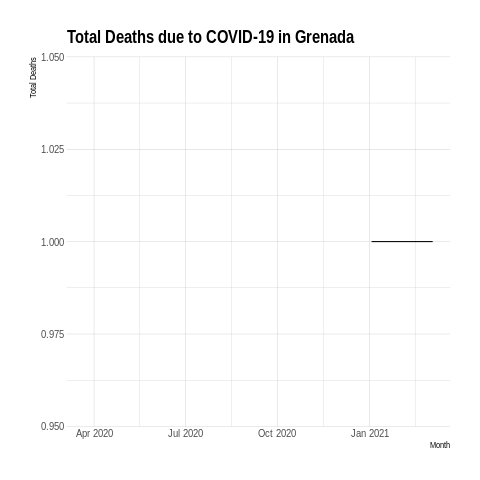 Total Deaths due to COVID-19 in Grenada
Total Deaths
1.050
1.025
1.000
0.975
0.950
Apr 2020
Jul 2020
Oct 2020
Jan 2021
Month